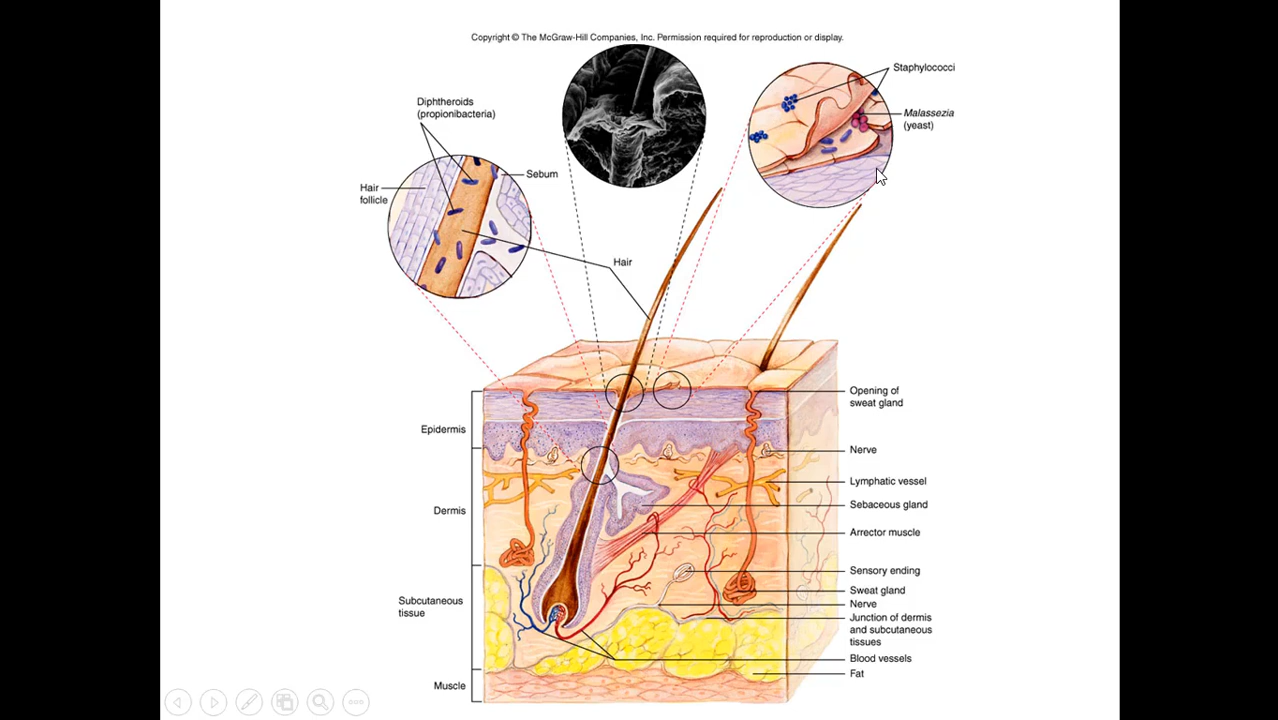 Copyright © The McGraw-Hill Companies, Inc. Permission required for reproduction or display.
Staphylococci
Malassezia
(yeast)
Diphtheroids
(propionibacteria)
Sebum
Hair
follicle
Hair
Epidermis
Dermis
Subcutaneous
tissue
Muscle
Opening of
sweat gland
Nerve
Lymphatic vessel
Sebaceous gland
Arrector muscle
Sensory ending
Sweat gland
Nerve
Junction of dermis
and subcutaneous
tissues
Blood vessels
Fat